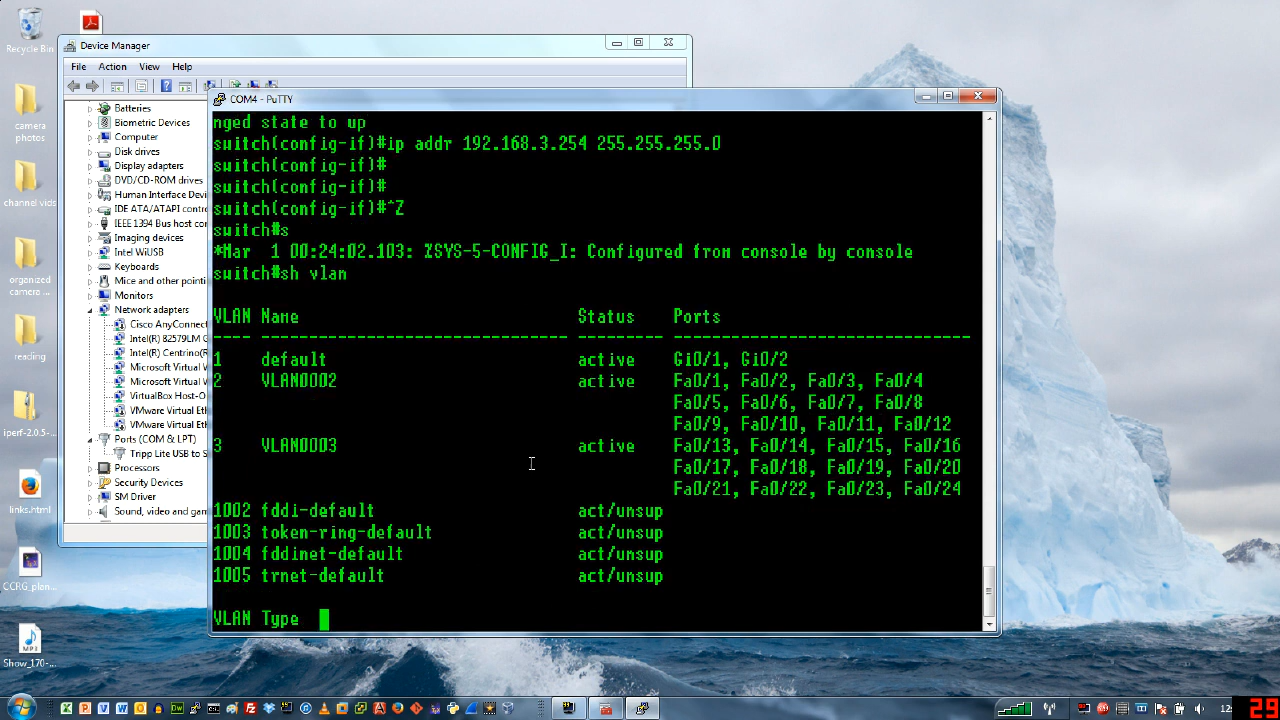 Recycle Bin
camera
photos
channel vids
organized
camera ...
reading
iperf-2.0.5-...
links.html
CCRG_plan...
Show_170-...
MP3
Device Manager
File Action View Help
Batteries
Biometric Devices
Computer
Disk drives
Display adapters
DVD/CD-ROM drives
Human Interface Devi
IDE ATA/ATAPI contro
IEEE 1394 Bus host co
Imaging devices
Intel WiUSB
Keyboards
Mice and other pointi
Monitors
Network adapters
Cisco AnyConnect
Intel(R) 82579LM G
Intel(R) Centrino(R)
Microsoft Virtual V
Microsoft Virtual V
VirtualBox Host-O
VMware Virtual Eth
VMware Virtual Eth
Ports (COM & LPT)
Tripp Lite USB to S
Processors
Security Devices
SM Driver
Sound, video and gam
COM4 - PuTTY
nged state to up
switch(config-if)#ip addr 192.168.3.254 255.255.255.0
switch(config-if)#
switch(config-if)#
switch(config-if)#^Z
switch#s
*Mar  1 00:24:02.103: %SYS-5-CONFIG_I: Configured from console by console
switch#sh vlan
VLAN Name Status Ports
---- -------------------------------- --------- -------------------------------
1 default active Gi0/1, Gi0/2
2 VLAN0002 active Fa0/1, Fa0/2, Fa0/3, Fa0/4
Fa0/5, Fa0/6, Fa0/7, Fa0/8
Fa0/9, Fa0/10, Fa0/11, Fa0/12
3 VLAN0003 active Fa0/13, Fa0/14, Fa0/15, Fa0/16
Fa0/17, Fa0/18, Fa0/19, Fa0/20
Fa0/21, Fa0/22, Fa0/23, Fa0/24
1002 fddi-default act/unsup
1003 token-ring-default act/unsup
1004 fddinet-default act/unsup
1005 trnet-default act/unsup
VLAN Type
29